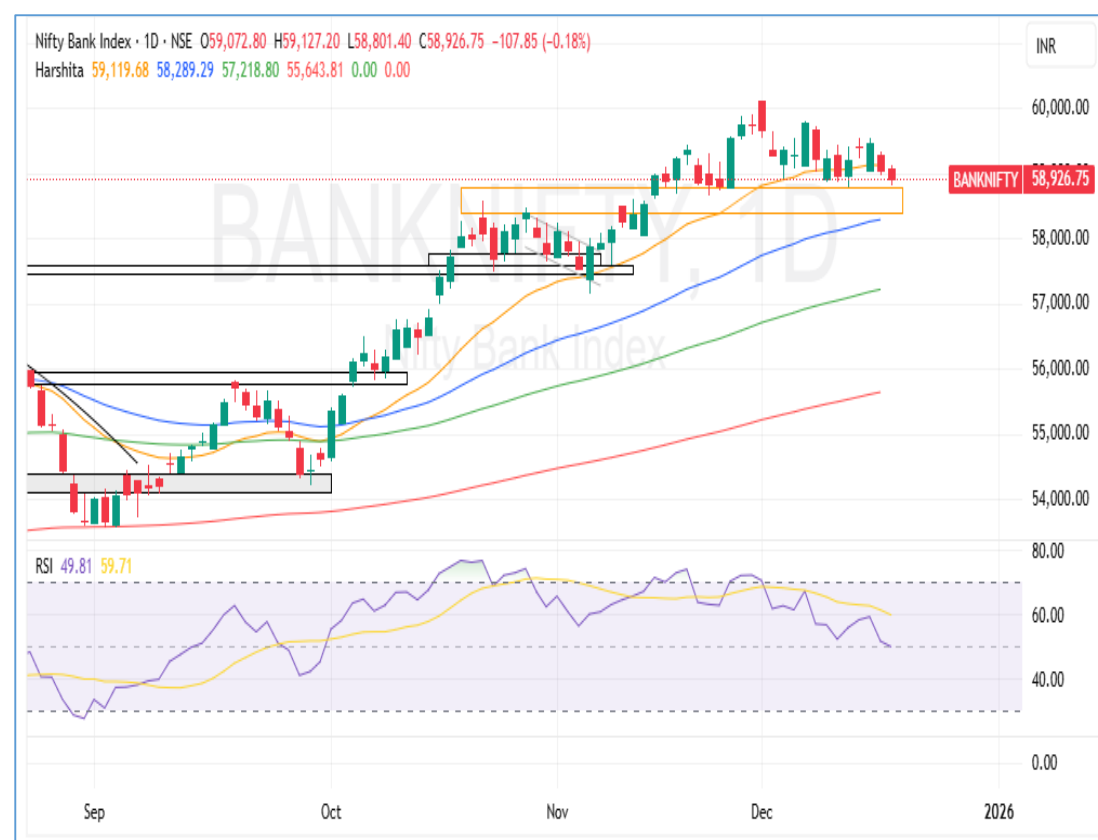 Nifty Bank Index · 1D · NSE O59,072.80 H59,127.20 L58,801.40 C58,926.75 −107.85 (−0.18%)
INR
Harshita 59,119.68 58,289.29 57,218.80 55,643.81 0.00 0.00
60,000.00
BANKNIFTY 58,926.75
BANKNIFTY, 1D
58,000.00
57,000.00
Nifty Bank Index
56,000.00
55,000.00
54,000.00
80.00
RSI 49.81 59.71
60.00
40.00
0.00
Sep Oct Nov Dec 2026